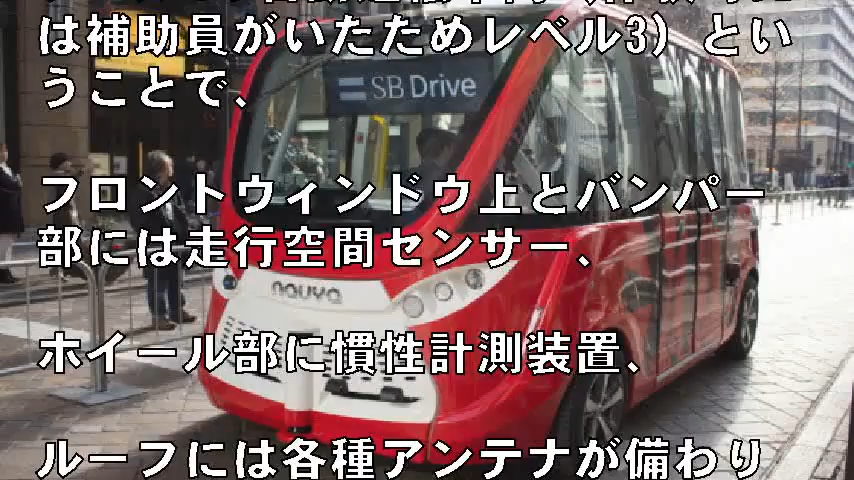 は補助員がいたためレベル3）とい
うことで、
SB Drive
フロントウィンドウ上とバンパー
部には走行空間センサー、
navya
ホイール部に慣性計測装置、
ルーフには各種アンテナが備わり